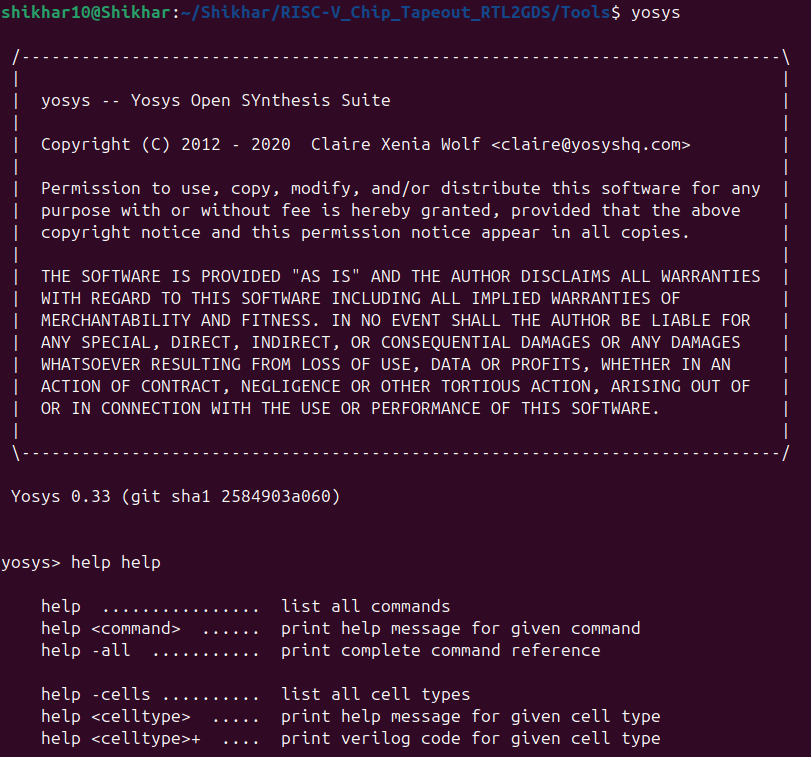 shikhar10@Shikhar:~/Shikhar/RISC-V_Chip_Tapeout_RTL2GDS/Tools$ yosys
/----------------------------------------------------------------------------\
|                                                                            |
|  yosys -- Yosys Open SYnthesis Suite                                       |
|                                                                            |
|  Copyright (C) 2012 - 2020  Claire Xenia Wolf <claire@yosyshq.com>         |
|                                                                            |
|  Permission to use, copy, modify, and/or distribute this software for any  |
|  purpose with or without fee is hereby granted, provided that the above    |
|  copyright notice and this permission notice appear in all copies.         |
|                                                                            |
|  THE SOFTWARE IS PROVIDED "AS IS" AND THE AUTHOR DISCLAIMS ALL WARRANTIES  |
|  WITH REGARD TO THIS SOFTWARE INCLUDING ALL IMPLIED WARRANTIES OF          |
|  MERCHANTABILITY AND FITNESS. IN NO EVENT SHALL THE AUTHOR BE LIABLE FOR   |
|  ANY SPECIAL, DIRECT, INDIRECT, OR CONSEQUENTIAL DAMAGES OR ANY DAMAGES    |
|  WHATSOEVER RESULTING FROM LOSS OF USE, DATA OR PROFITS, WHETHER IN AN     |
|  ACTION OF CONTRACT, NEGLIGENCE OR OTHER TORTIOUS ACTION, ARISING OUT OF   |
|  OR IN CONNECTION WITH THE USE OR PERFORMANCE OF THIS SOFTWARE.            |
|                                                                            |
\----------------------------------------------------------------------------/
Yosys 0.33 (git sha1 2584903a060)
yosys> help help
help  ................  list all commands
help <command>  ......  print help message for given command
help -all  ...........  print complete command reference
help -cells ..........  list all cell types
help <celltype>  .....  print help message for given cell type
help <celltype>+  ....  print verilog code for given cell type